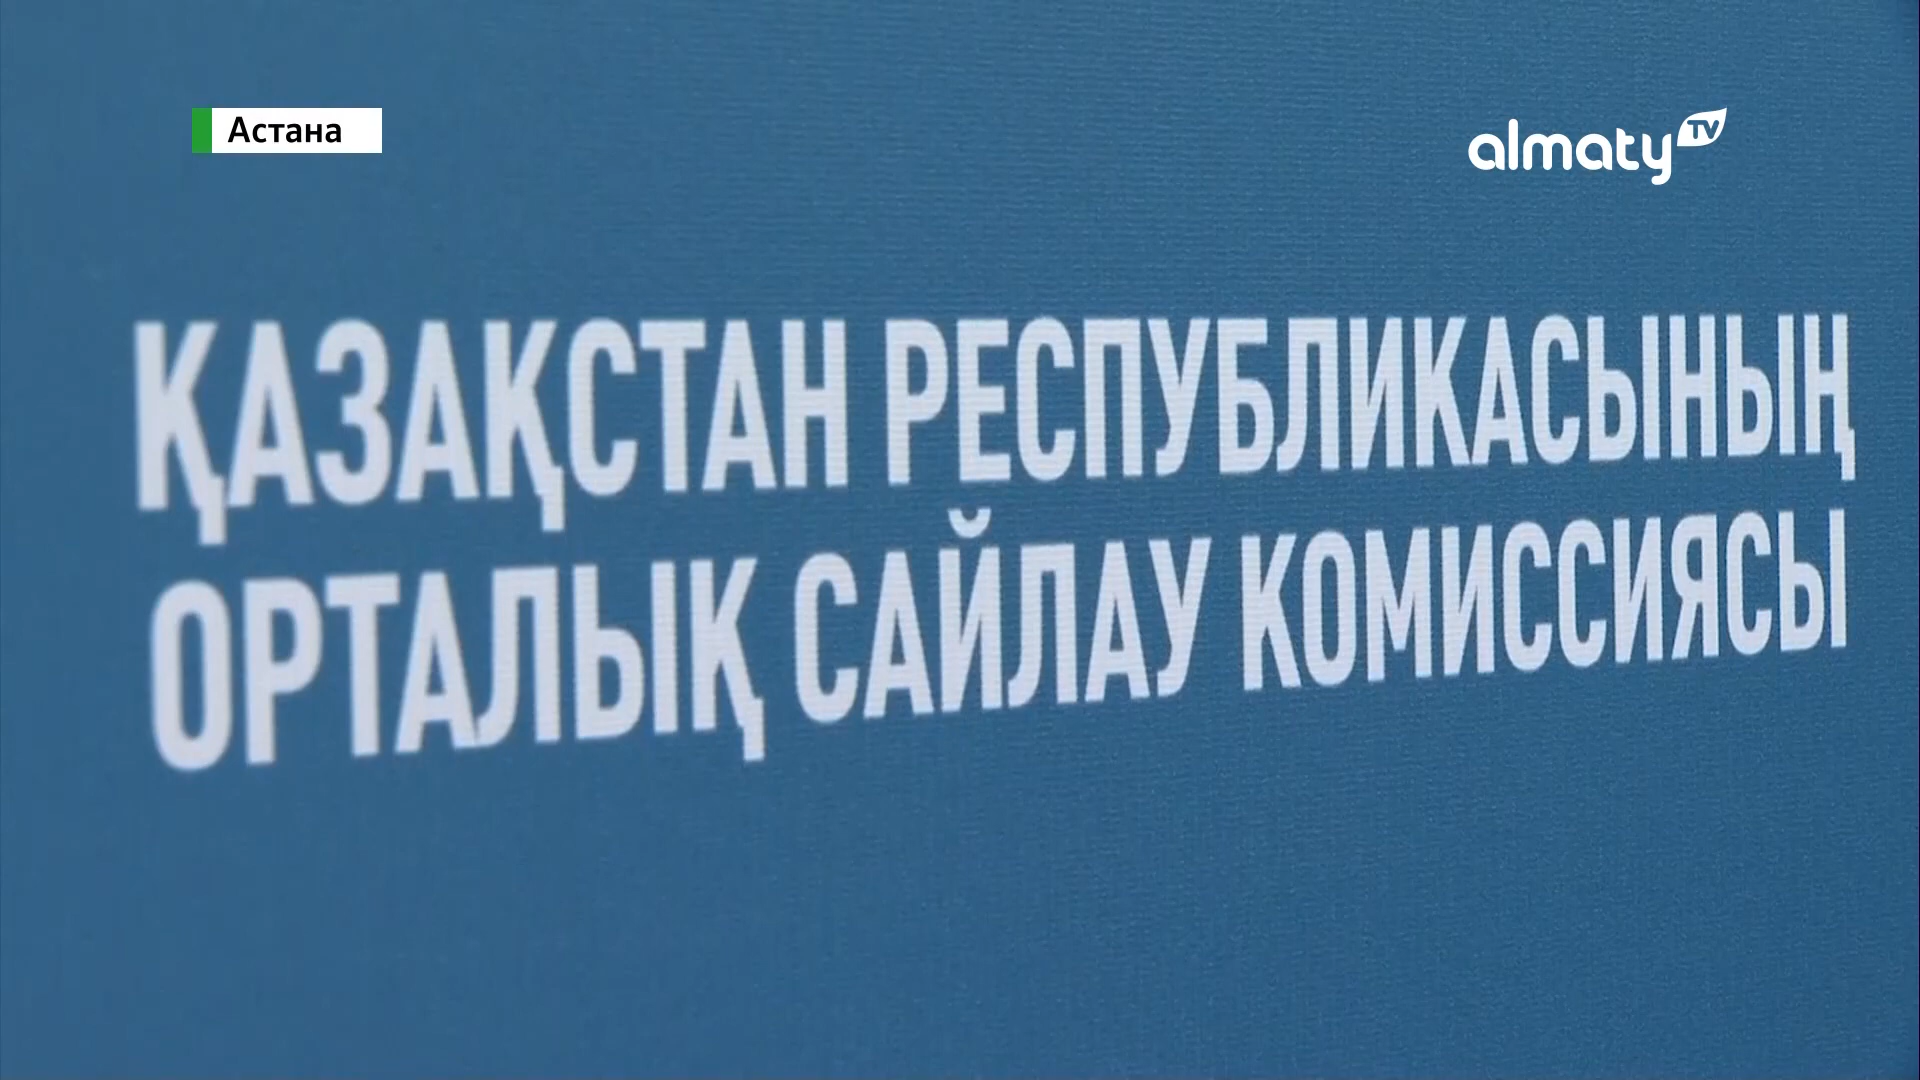 Астана
almaty TV
ҚАЗАҚСТАН РЕСПУБЛИКАСЫНЫҢ
ОРТАЛЫҚ САЙЛАУ КОМИССИЯСЫ